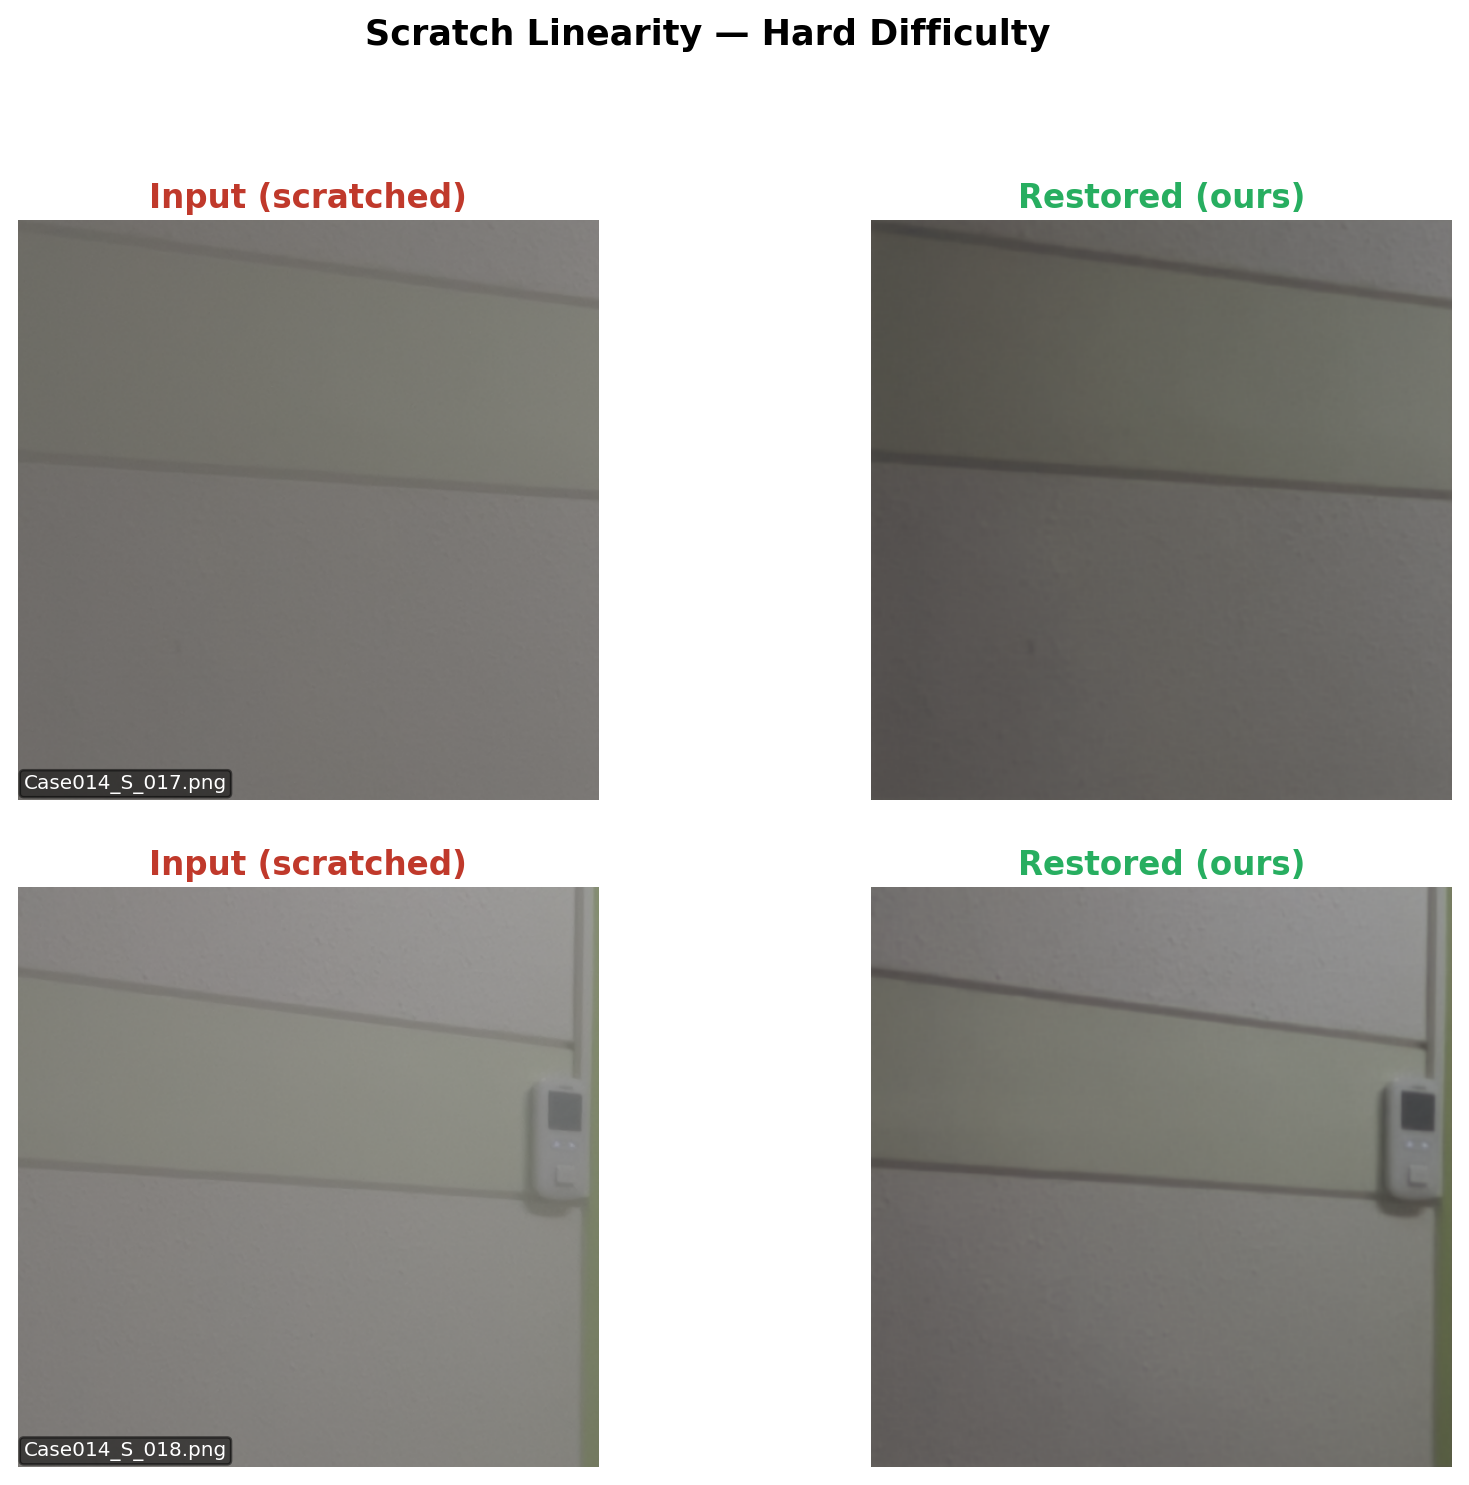 Scratch Linearity — Hard Difficulty
Input (scratched)
Restored (ours)
Case014_S_017.png
Input (scratched)
Restored (ours)
Case014_S_018.png